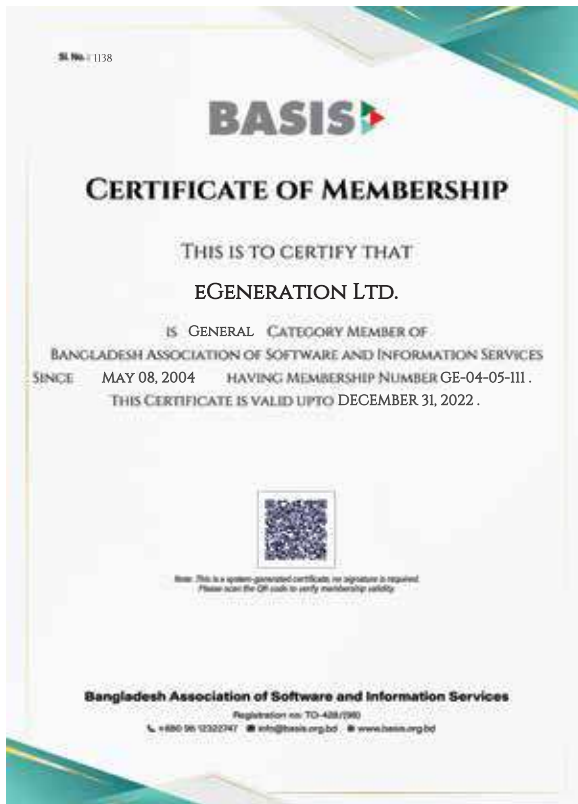 Sl. No. : 1138
BASIS
CERTIFICATE OF MEMBERSHIP
THIS IS TO CERTIFY THAT
EGENERATION LTD.
IS GENERAL CATEGORY MEMBER OF
BANGLADESH ASSOCIATION OF SOFTWARE AND INFORMATION SERVICES
SINCE MAY 08, 2004 HAVING MEMBERSHIP NUMBER GE-04-05-111 .
THIS CERTIFICATE IS VALID UPTO DECEMBER 31, 2022 .
Note: This is a system-generated certificate, no signature is required.
Please scan the QR code to verify membership validity.
Bangladesh Association of Software and Information Services
Registration no: TO-428/(98)
+880 96 12322747 info@basis.org.bd www.basis.org.bd